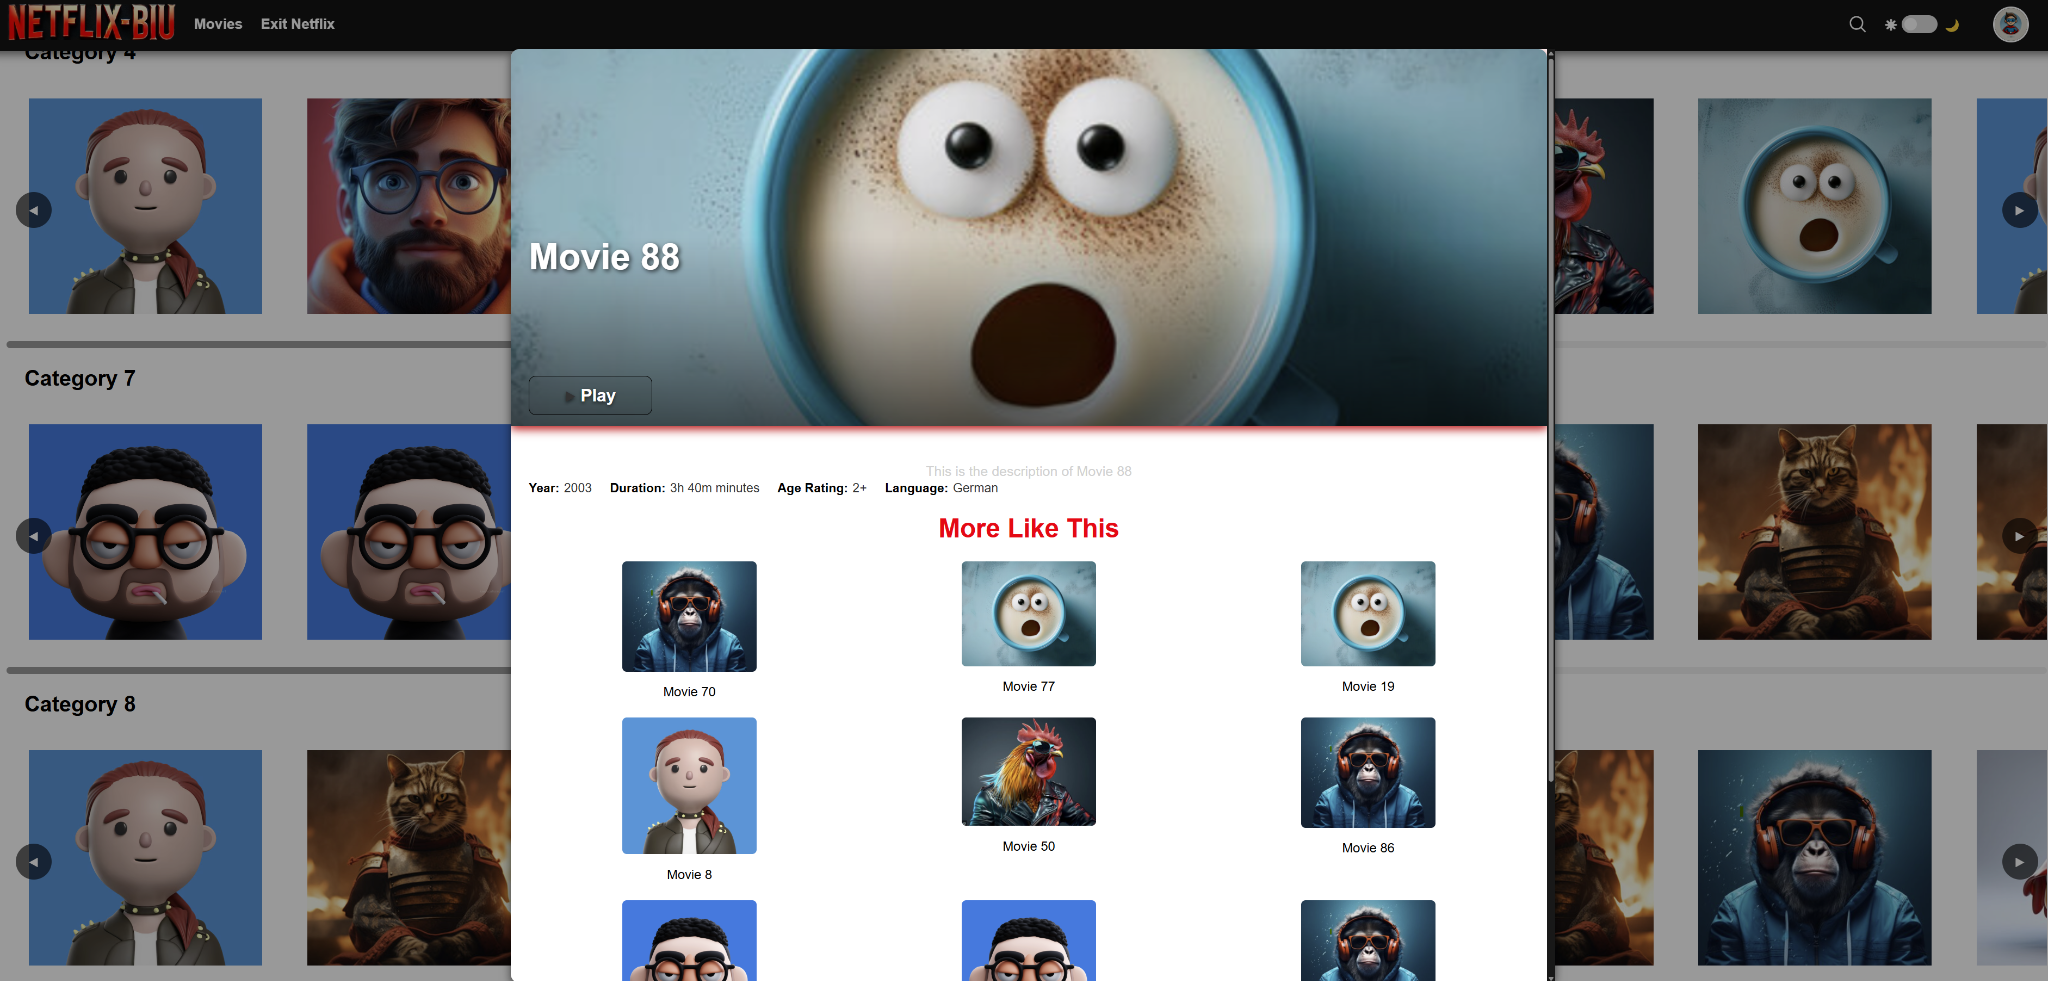 NETFLIX-BIU Movies Exit Netflix
Category 4
Movie 88
Play
This is the description of Movie 88
Year: 2003 Duration: 3h 40m minutes Age Rating: 2+ Language: German
More Like This
Movie 70
Movie 77
Movie 19
Movie 8
Movie 50
Movie 86
Category 7
Category 8